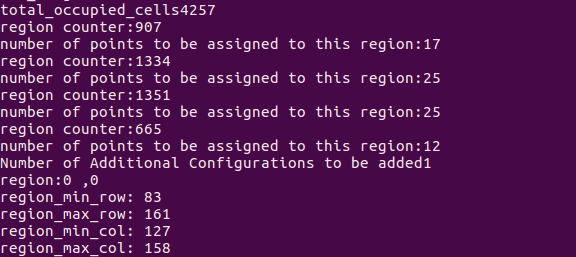 total_occupied_cells4257
region counter:907
number of points to be assigned to this region:17
region counter:1334
number of points to be assigned to this region:25
region counter:1351
number of points to be assigned to this region:25
region counter:665
number of points to be assigned to this region:12
Number of Additional Configurations to be added1
region:0 ,0
region_min_row: 83
region_max_row: 161
region_min_col: 127
region_max_col: 158